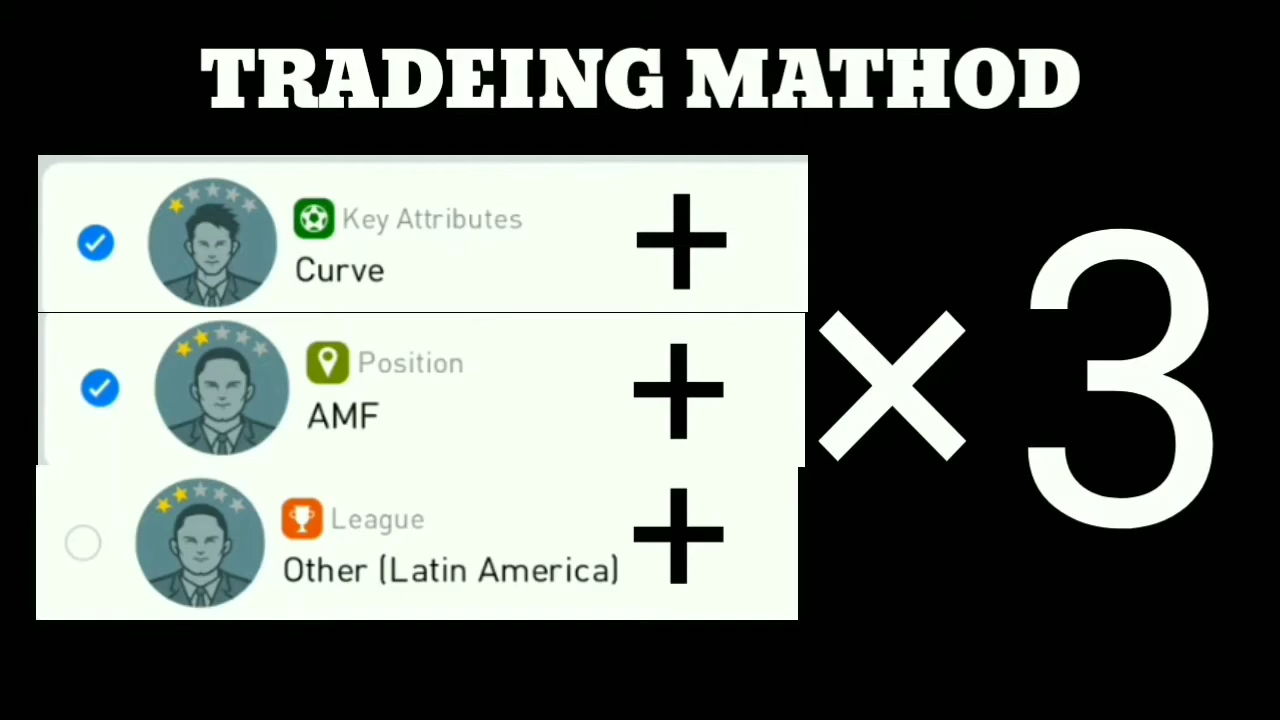 TRADEING MATHOD
Key Attributes
Curve
+
Position
AMF
+
League
Other (Latin America)
+
×3